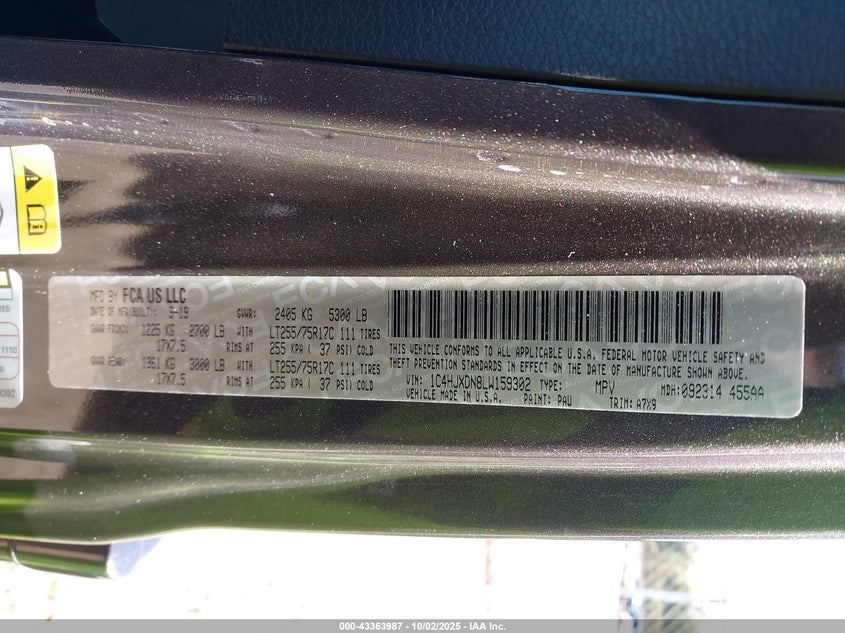 MFD BY FCA US LLC
DATE OF MFR(BUILT): 9-19 GVWR: 2405 KG 5300 LB
GAWR FRONT: 1225 KG 2700 LB WITH LT255/75R17C 111 TIRES
17X7.5 RIMS AT 255 KPA ( 37 PSI) COLD
GAWR REAR: 1361 KG 3000 LB WITH LT255/75R17C 111 TIRES
17X7.5 RIMS AT 255 KPA ( 37 PSI) COLD
THIS VEHICLE CONFORMS TO ALL APPLICABLE U.S.A. FEDERAL MOTOR VEHICLE SAFETY AND
THEFT PREVENTION STANDARDS IN EFFECT ON THE DATE OF MANUFACTURE SHOWN ABOVE.
VIN: 1C4HJXDN8LW159302 TYPE: MPV MDH: 092314 455AA
VEHICLE MADE IN U.S.A. PAINT: PAU TRIM: A7X9
1110
000-43363987 - 10/02/2025 - IAA Inc.